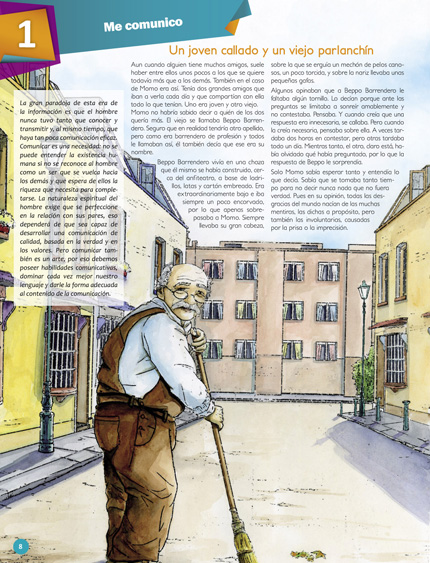 1
Me comunico
Un joven callado y un viejo parlanchín
La gran paradoja de esta era de
la información es que el hombre
nunca tuvo tanto que conocer y
transmitir y, al mismo tiempo, que
haya tan poca comunicación eficaz.
Comunicar es una necesidad: no se
puede entender la existencia hu-
mana si no se reconoce al hombre
como un ser que se vuelca hacia
los demás y que espera de ellos la
riqueza que necesita para comple-
tarse. La naturaleza espiritual del
hombre exige que se perfeccione
en la relación con sus pares, eso
dependerá de que sea capaz de
desarrollar una comunicación de
calidad, basada en la verdad y en
los valores. Pero comunicar tam-
bién es un arte, por eso debemos
poseer habilidades comunicativas,
dominar cada vez mejor nuestro
lenguaje y darle la forma adecuada
al contenido de la comunicación.
Aun cuando alguien tiene muchos amigos, suele
haber entre ellos unos pocos a los que se quiere
todavía más que a los demás. También en el caso
de Momo era así. Tenía dos grandes amigos que
iban a verla cada día y que compartían con ella
todo lo que tenían. Uno era joven y otro viejo.
Momo no habría sabido decir a quién de los dos
quería más. El viejo se llamaba Beppo Barren-
dero. Seguro que en realidad tendría otro apellido,
pero como era barrendero de profesión y todos
le llamaban así, él también decía que ese era su
nombre.
Beppo Barrendero vivía en una choza
que él mismo se había construido, cer-
ca del anfiteatro, a base de ladri-
llos, latas y cartón embreado. Era
extraordinariamente bajo e iba
siempre un poco encorvado,
por lo que apenas sobre-
pasaba a Momo. Siempre
llevaba su gran cabeza,
sobre la que se erguía un mechón de pelos cano-
sos, un poco torcida, y sobre la nariz llevaba unas
pequeñas gafas.
Algunos opinaban que a Beppo Barrendero le
faltaba algún tornillo. Lo decían porque ante las
preguntas se limitaba a sonreír amablemente y
no contestaba. Pensaba. Y cuando creía que una
respuesta era innecesaria, se callaba. Pero cuando
la creía necesaria, pensaba sobre ella. A veces tar-
daba dos horas en contestar, pero otras tardaba
todo un día. Mientras tanto, el otro, claro está, ha-
bía olvidado qué había preguntado, por lo que la
respuesta de Beppo le sorprendía.
Solo Momo sabía esperar tanto y entendía lo
que decía. Sabía que se tomaba tanto tiem-
po para no decir nunca nada que no fuera
verdad. Pues en su opinión, todas las des-
gracias del mundo nacían de las muchas
mentiras, las dichas a propósito, pero
también las involuntarias, causadas
por la prisa o la imprecisión.
8